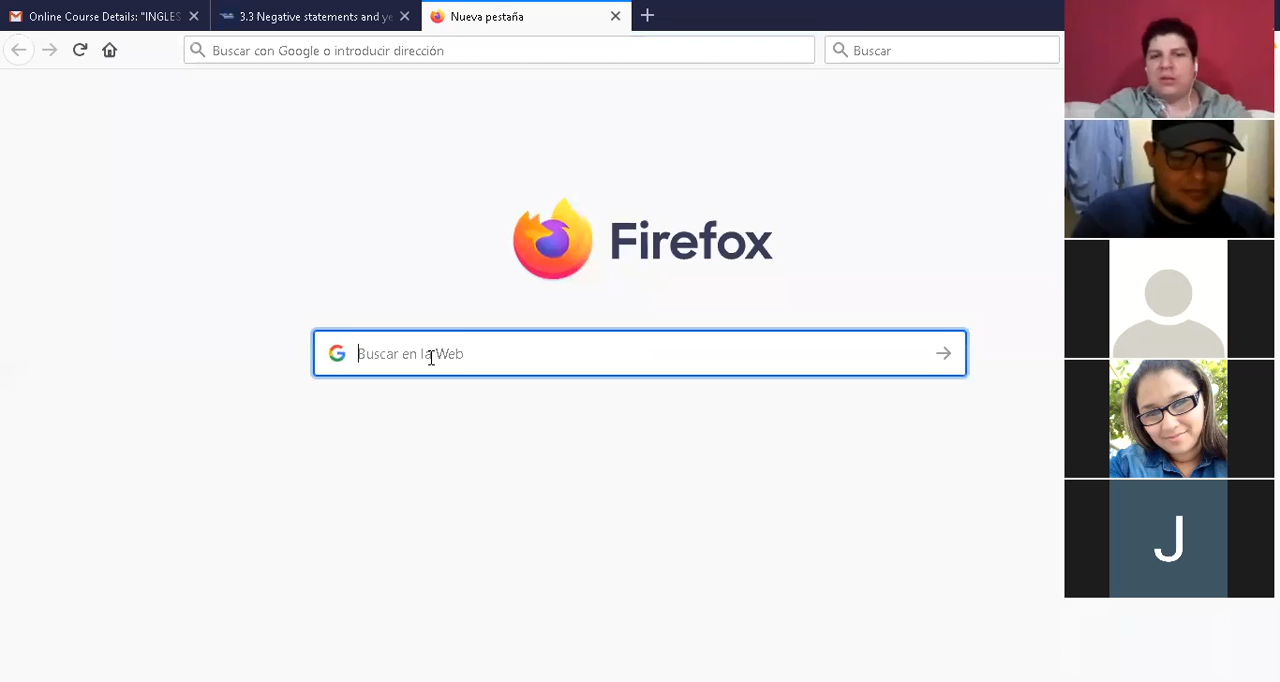 Online Course Details: "INGLES
3.3 Negative statements and ye
Nueva pestaña
Buscar con Google o introducir dirección
Buscar
Firefox
Buscar en la Web
J